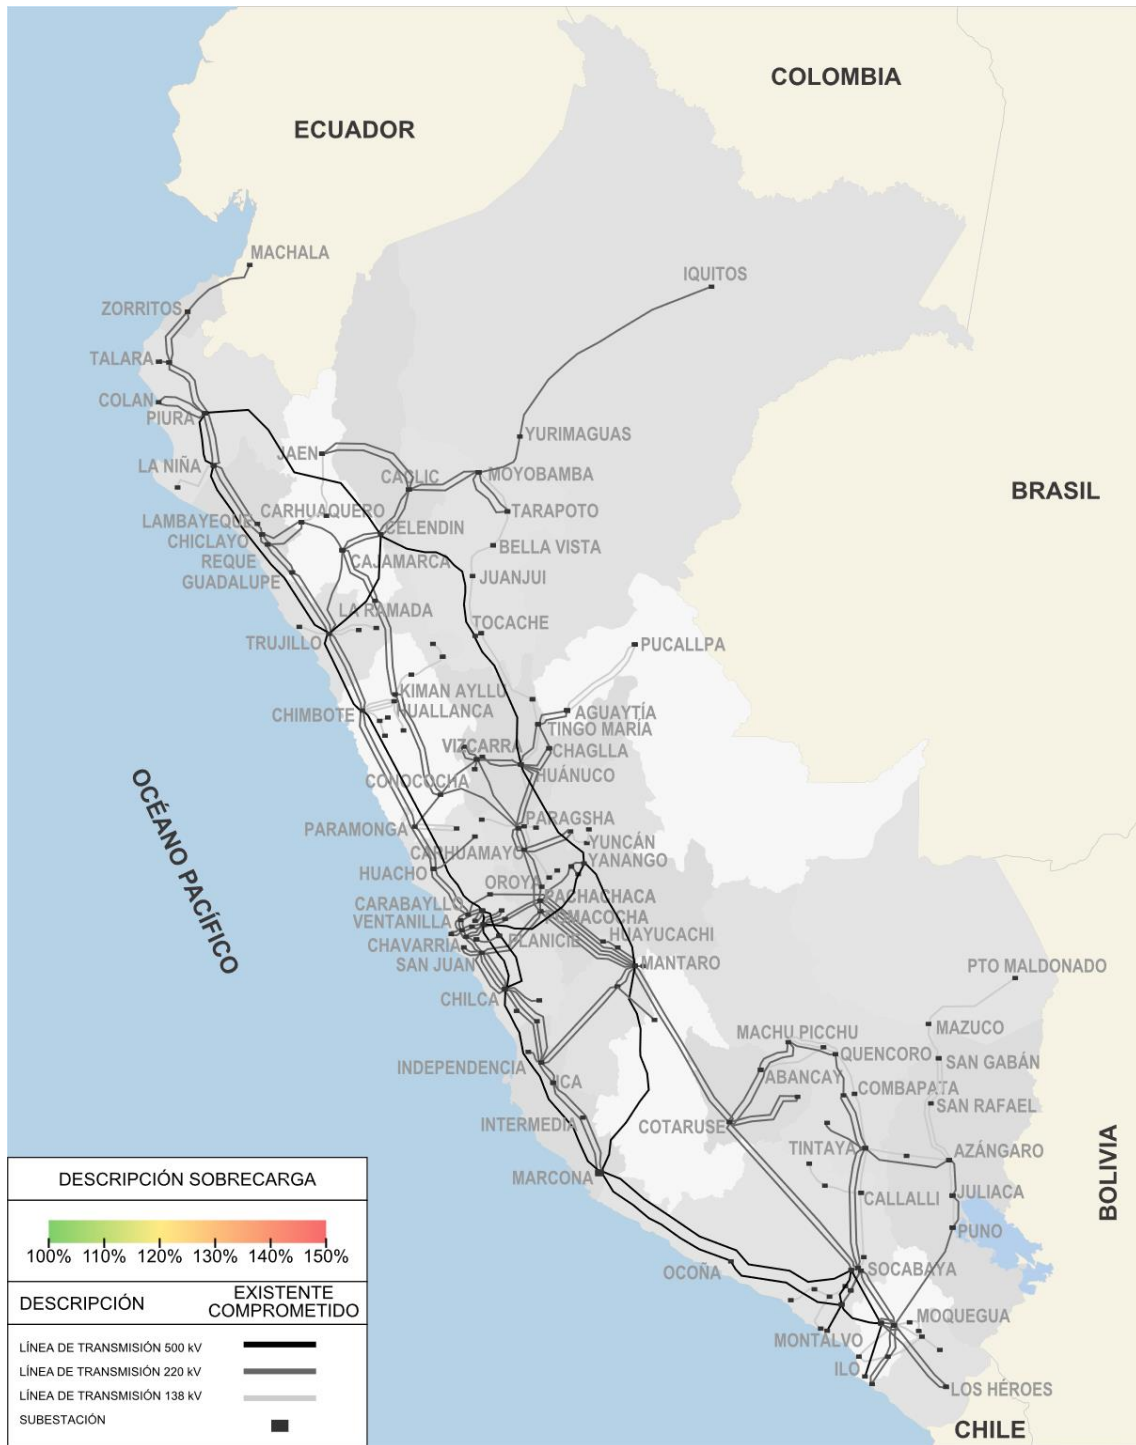 COLOMBIA
ECUADOR
MACHALA
IQUITOS
ZORRITOS
TALARA
COLAN
PIURA
YURIMAGUAS
JAEN
LA NIÑA
CACLIC
MOYOBAMBA
BRASIL
CARHUAQUERO
TARAPOTO
LAMBAYEQUE
CELENDIN
CHICLAYO
BELLA VISTA
REQUE
CAJAMARCA
GUADALUPE
JUANJUI
LA RAMADA
TOCACHE
TRUJILLO
PUCALLPA
KIMAN AYLLU
HUALLANCA
CHIMBOTE
AGUAYTÍA
TINGO MARÍA
VIZCARRA
CHAGLLA
HUÁNUCO
CONOCOCHA
OCÉANO PACÍFICO
PARAGSHA
PARAMONGA
YUNCÁN
CARHUAMAYO
YANANGO
HUACHO
OROYA
PACHACHACA
CARABAYLLO
POMACOCHA
VENTANILLA
PLANICIE
HUAYUCACHI
CHAVARRIA
SAN JUAN
MANTARO
PTO MALDONADO
CHILCA
MAZUCO
MACHU PICCHU
QUENCORO
SAN GABÁN
INDEPENDENCIA
ABANCAY
ICA
COMBAPATA
SAN RAFAEL
INTERMEDIA
COTARUSE
TINTAYA
AZÁNGARO
MARCONA
CALLALLI
JULIACA
BOLIVIA
PUNO
OCOÑA
SOCABAYA
MOQUEGUA
MONTALVO
ILO
LOS HÉROES
CHILE
DESCRIPCIÓN SOBRECARGA
100% 110% 120% 130% 140% 150%
DESCRIPCIÓN EXISTENTE COMPROMETIDO
LÍNEA DE TRANSMISIÓN 500 kV
LÍNEA DE TRANSMISIÓN 220 kV
LÍNEA DE TRANSMISIÓN 138 kV
SUBESTACIÓN